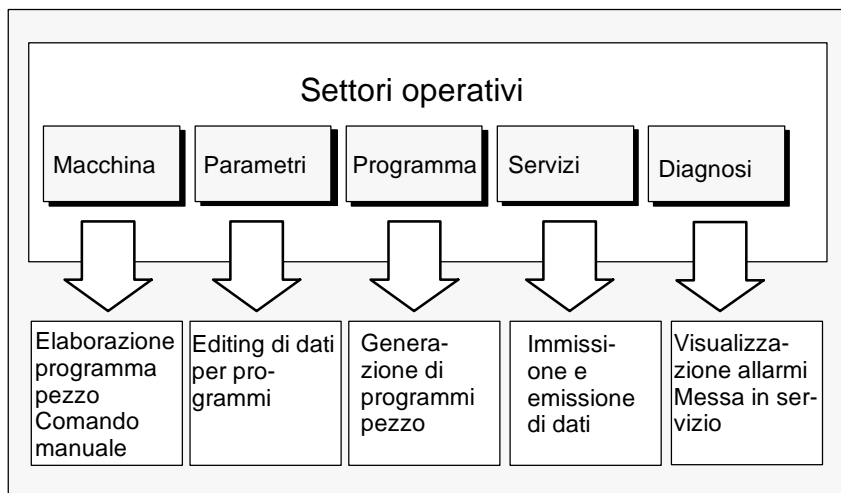 Settori operativi
Macchina
Parametri
Programma
Servizi
Diagnosi
Elaborazione
programma
pezzo
Comando
manuale
Editing di dati
per pro-
grammi
Genera-
zione di
programmi
pezzo
Immissi-
one e
emissione
di dati
Visualizza-
zione allarmi
Messa in ser-
vizio